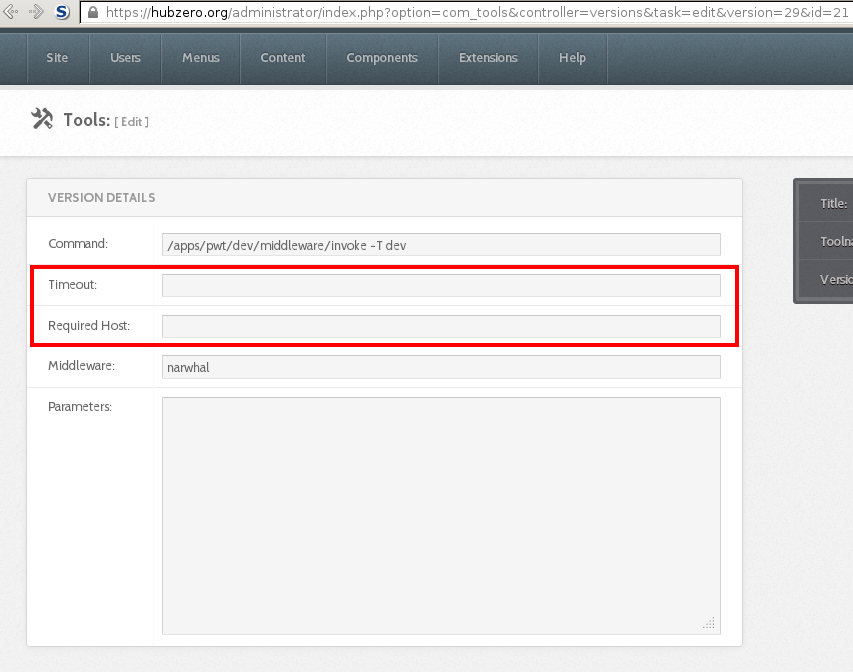 https://hubzero.org/administrator/index.php?option=com_tools&controller=versions&task=edit&version=29&id=21
Site Users Menus Content Components Extensions Help
Tools: [ Edit ]
VERSION DETAILS
Title:
Command: /apps/pwt/dev/middleware/invoke -T dev
Timeout:
Required Host:
Middleware: narwhal
Parameters: